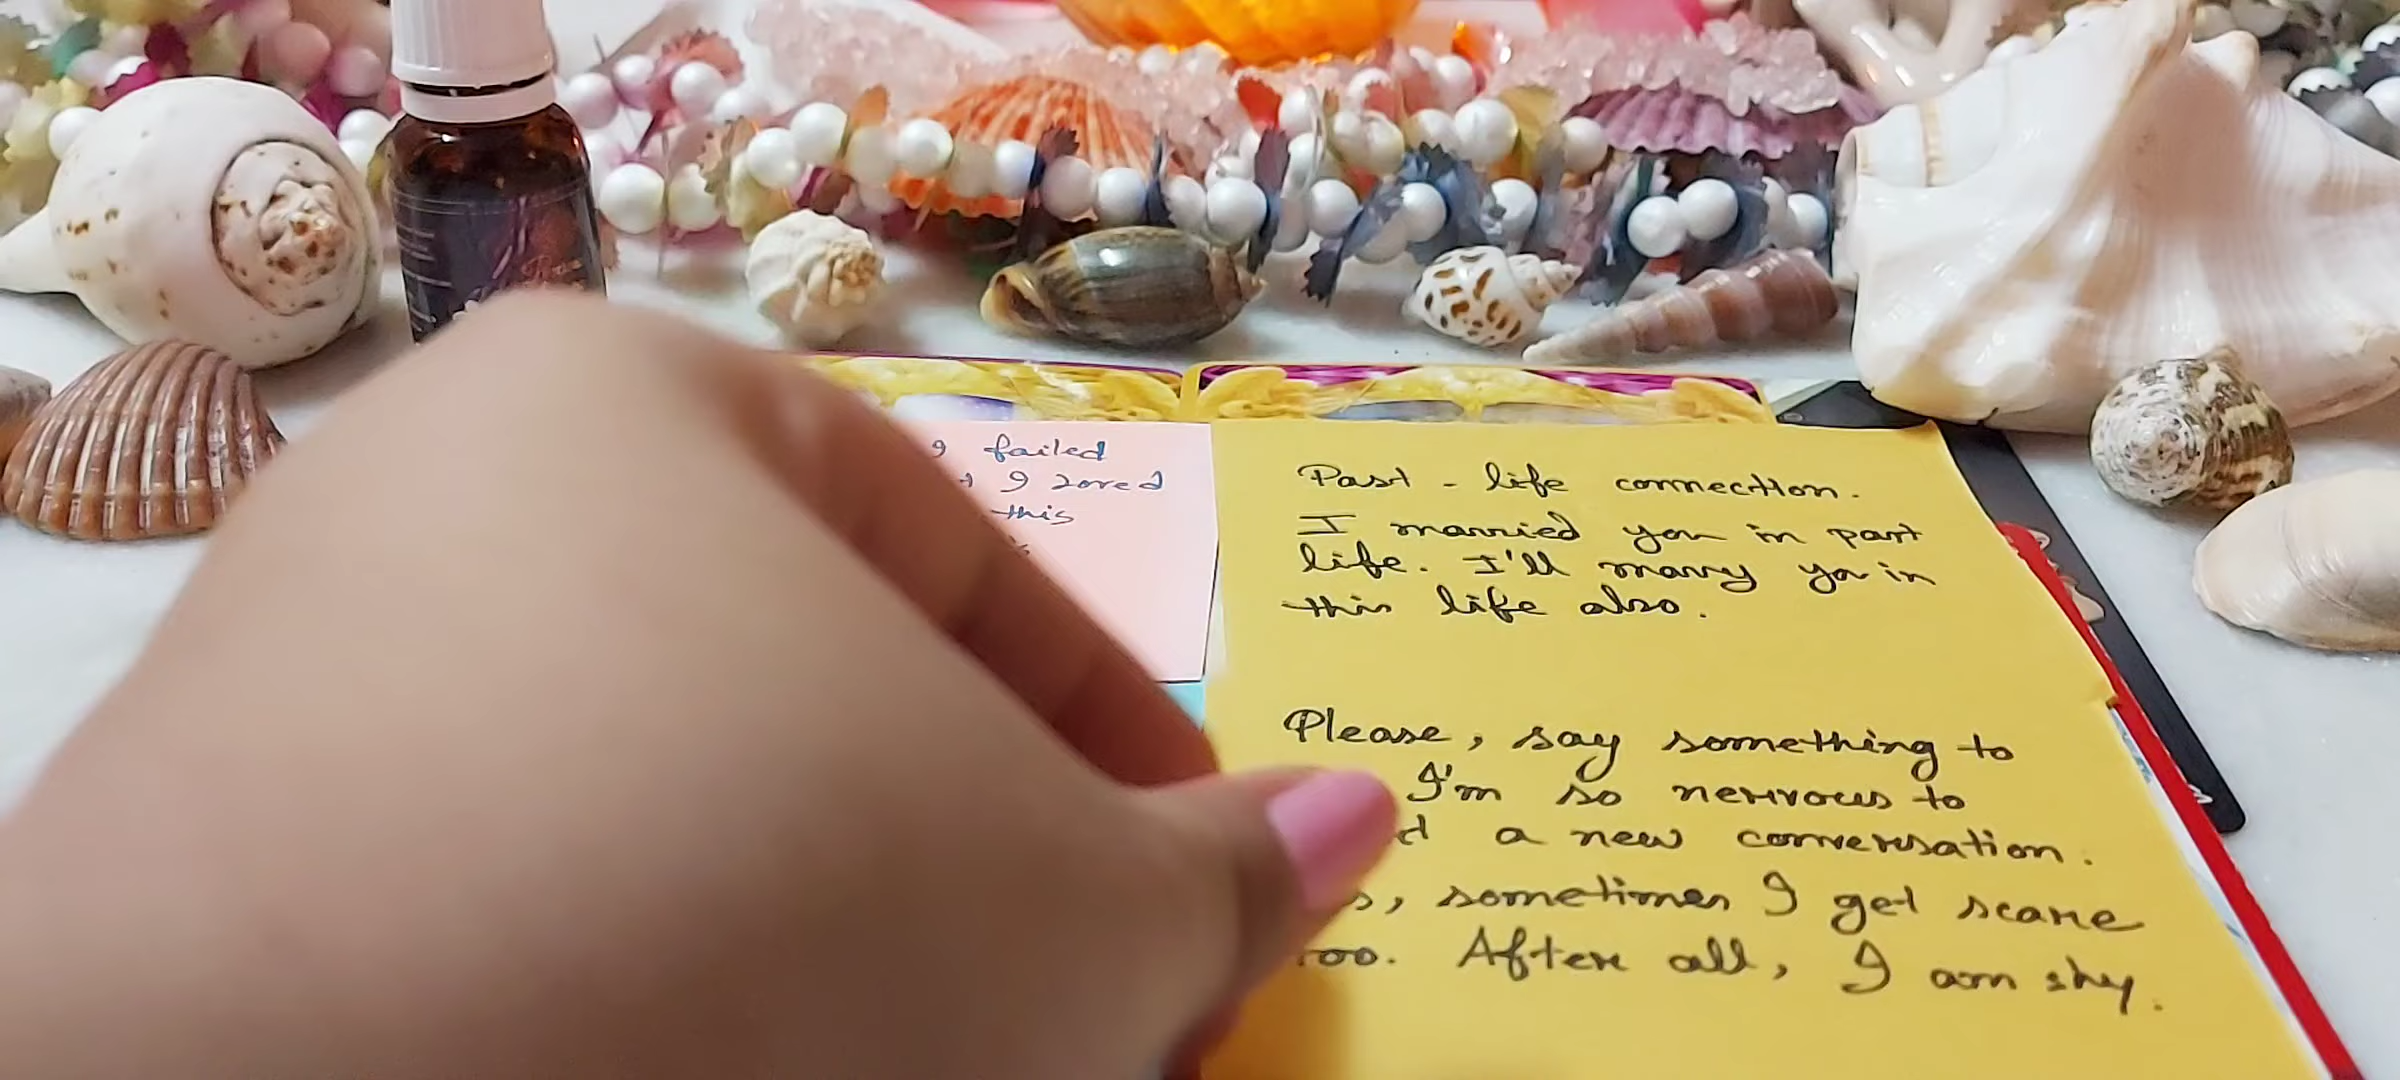 I failed
I loved
this
Past - life connection.
I married you in past
life. I'll marry you in
this life also.
Please, say something to
I'm so nervous to
a new conversation.
, sometimes I get scare
too. After all, I am shy.